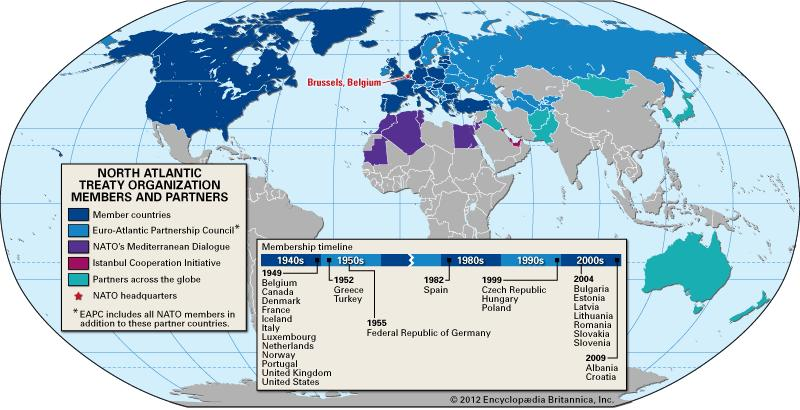 Brussels, Belgium
NORTH ATLANTIC
TREATY ORGANIZATION
MEMBERS AND PARTNERS
Member countries
Euro-Atlantic Partnership Council*
NATO's Mediterranean Dialogue
Istanbul Cooperation Initiative
Partners across the globe
NATO headquarters
*EAPC includes all NATO members in
addition to these partner countries.
Membership timeline
1940s 1950s 1980s 1990s 2000s
1949
Belgium
Canada
Denmark
France
Iceland
Italy
Luxembourg
Netherlands
Norway
Portugal
United Kingdom
United States
1952
Greece
Turkey
1955
Federal Republic of Germany
1982
Spain
1999
Czech Republic
Hungary
Poland
2004
Bulgaria
Estonia
Latvia
Lithuania
Romania
Slovakia
Slovenia
2009
Albania
Croatia
© 2012 Encyclopædia Britannica, Inc.